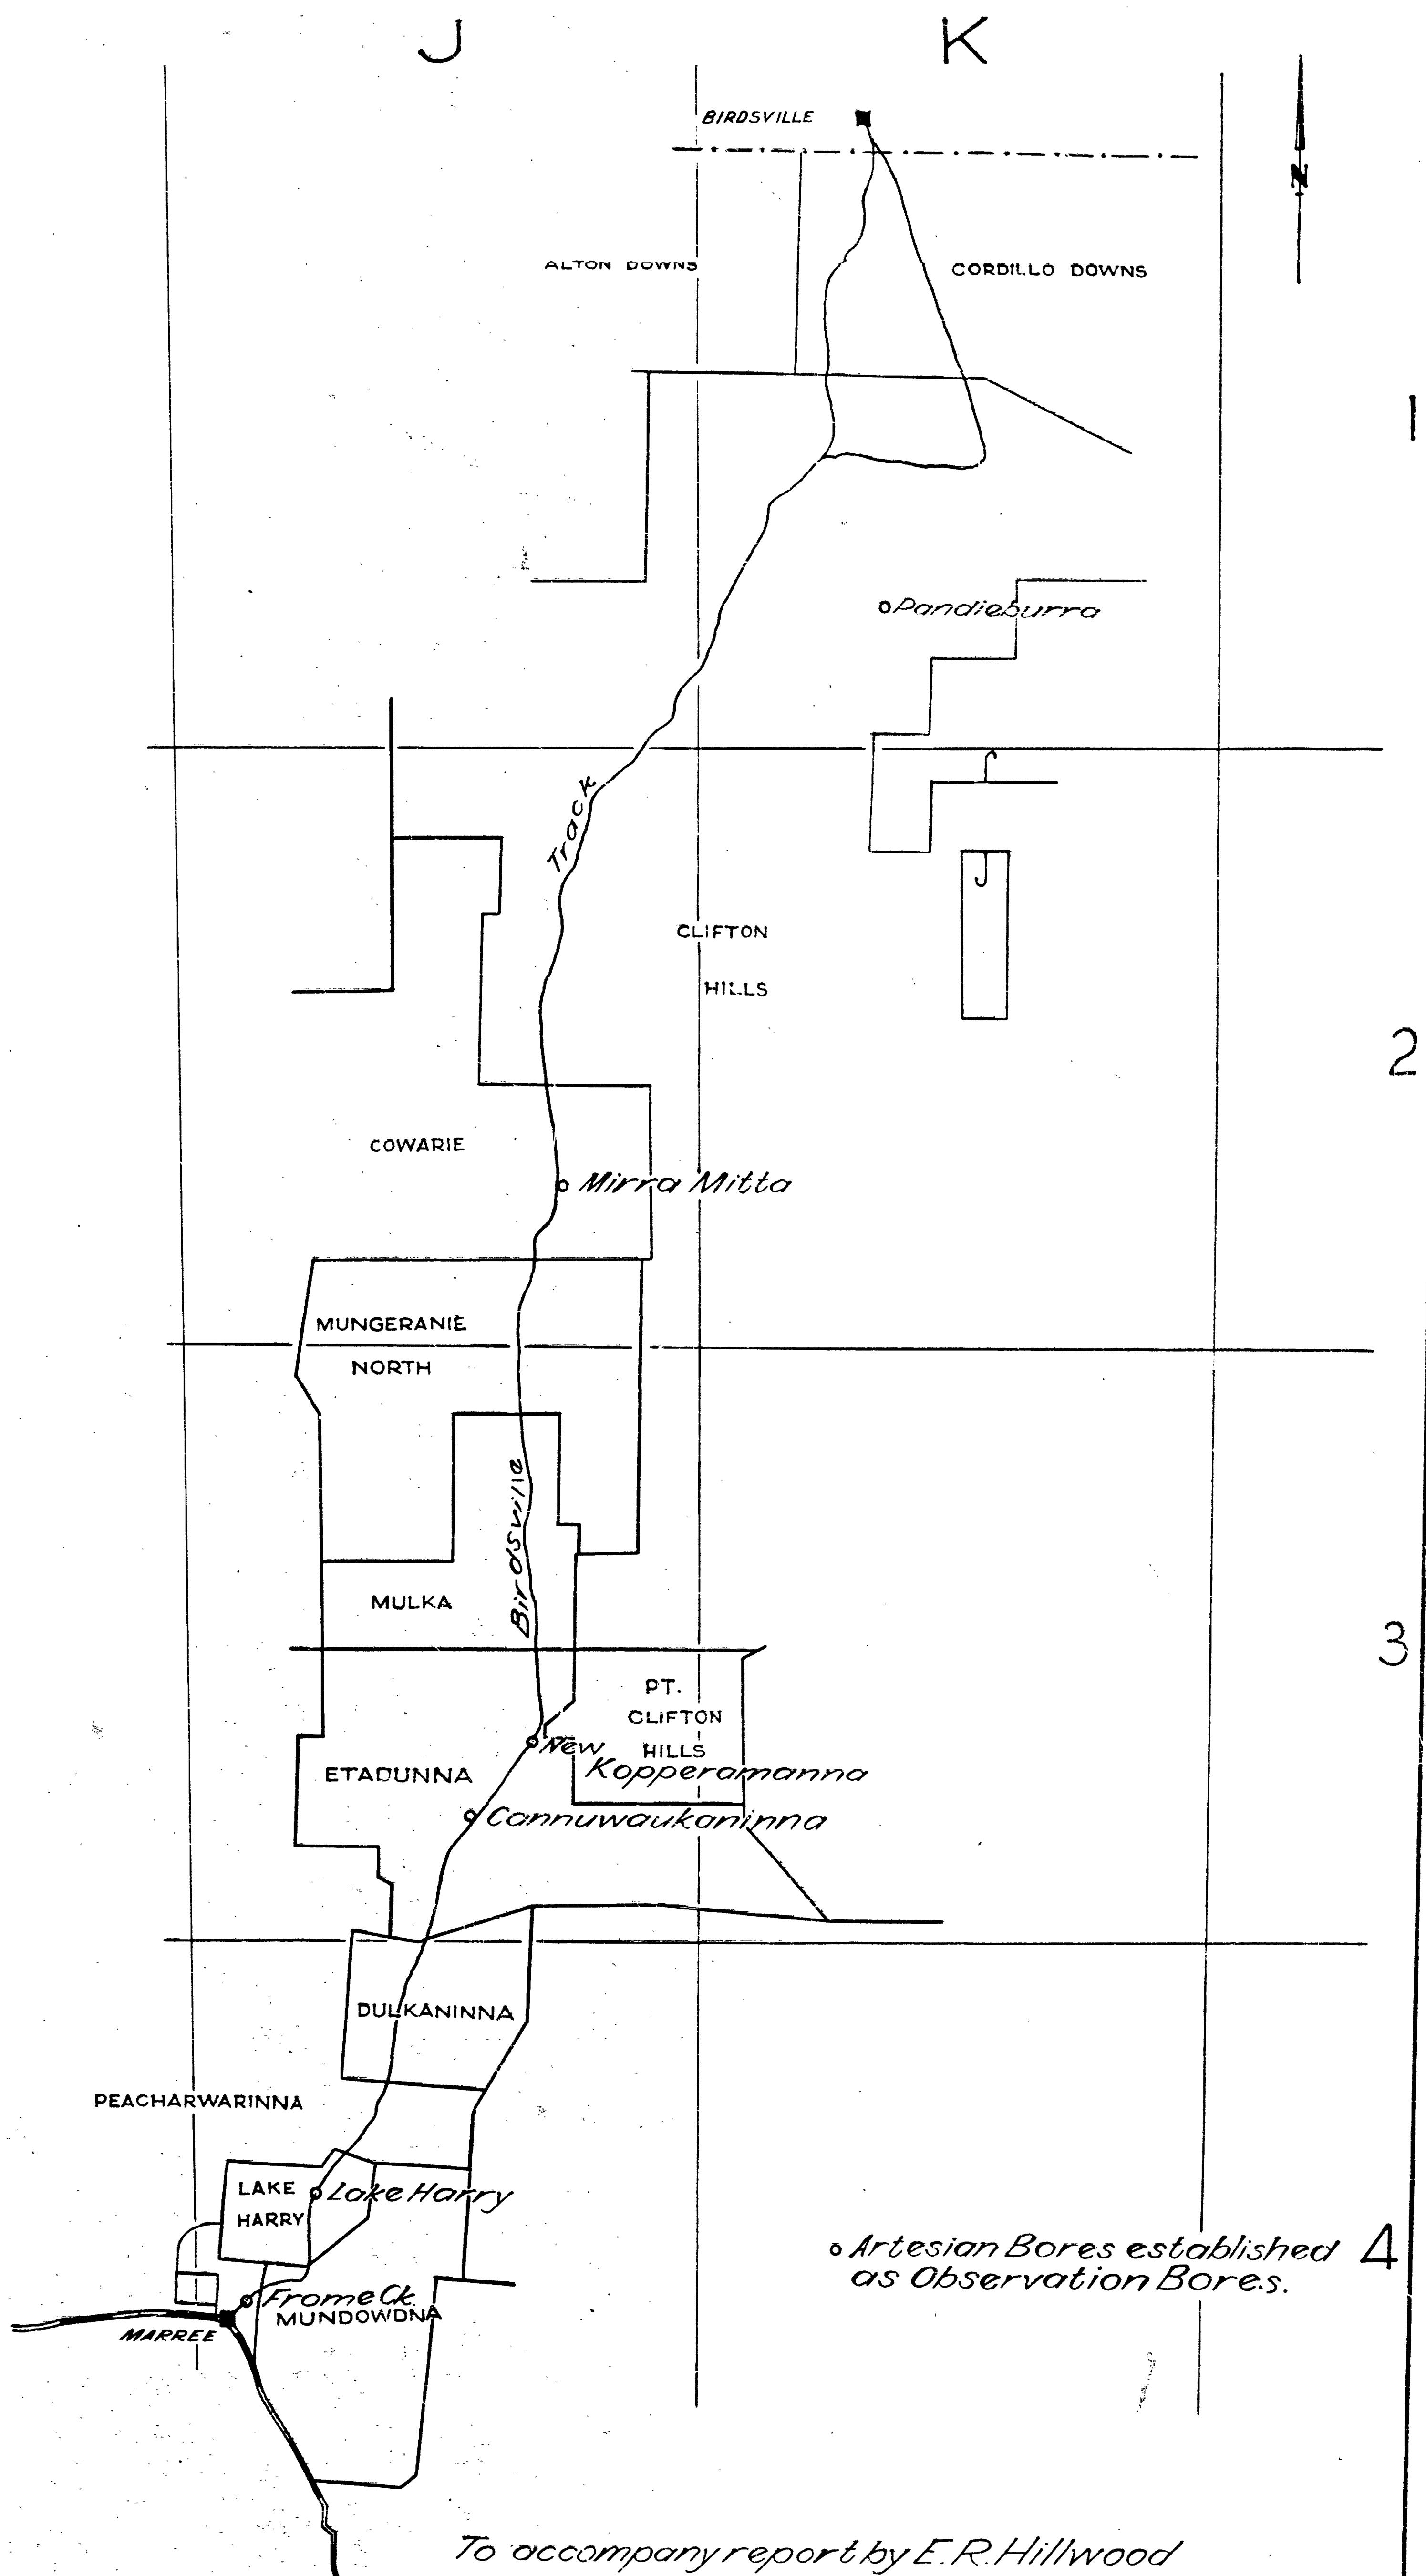 J K
BIRDSVILLE
N
ALTON DOWNS
CORDILLO DOWNS
1
Pandieburra
Track
CLIFTON
HILLS
2
COWARIE
Mirra Mitta
MUNGERANIE
NORTH
Birdsville
MULKA
3
PT.
CLIFTON
HILLS
New
Kopperamanna
ETADUNNA
Cannuwaukaninna
DULKANINNA
PEACHARWARINNA
LAKE
HARRY
Lake Harry
Artesian Bores established
as Observation Bores.
4
Frome Ck.
MUNDOWDNA
MARREE
To accompany report by E.R. Hillwood